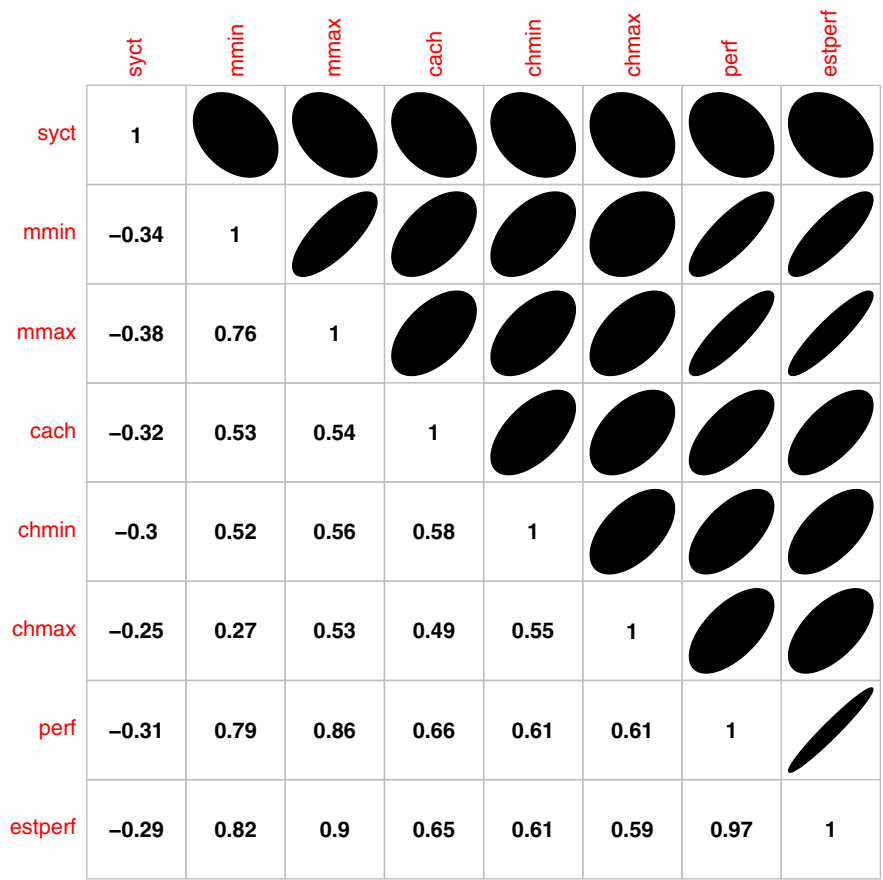 syct mmin mmax cach chmin chmax perf estperf
syct 1
mmin −0.34 1
mmax −0.38 0.76 1
cach −0.32 0.53 0.54 1
chmin −0.3 0.52 0.56 0.58 1
chmax −0.25 0.27 0.53 0.49 0.55 1
perf −0.31 0.79 0.86 0.66 0.61 0.61 1
estperf −0.29 0.82 0.9 0.65 0.61 0.59 0.97 1